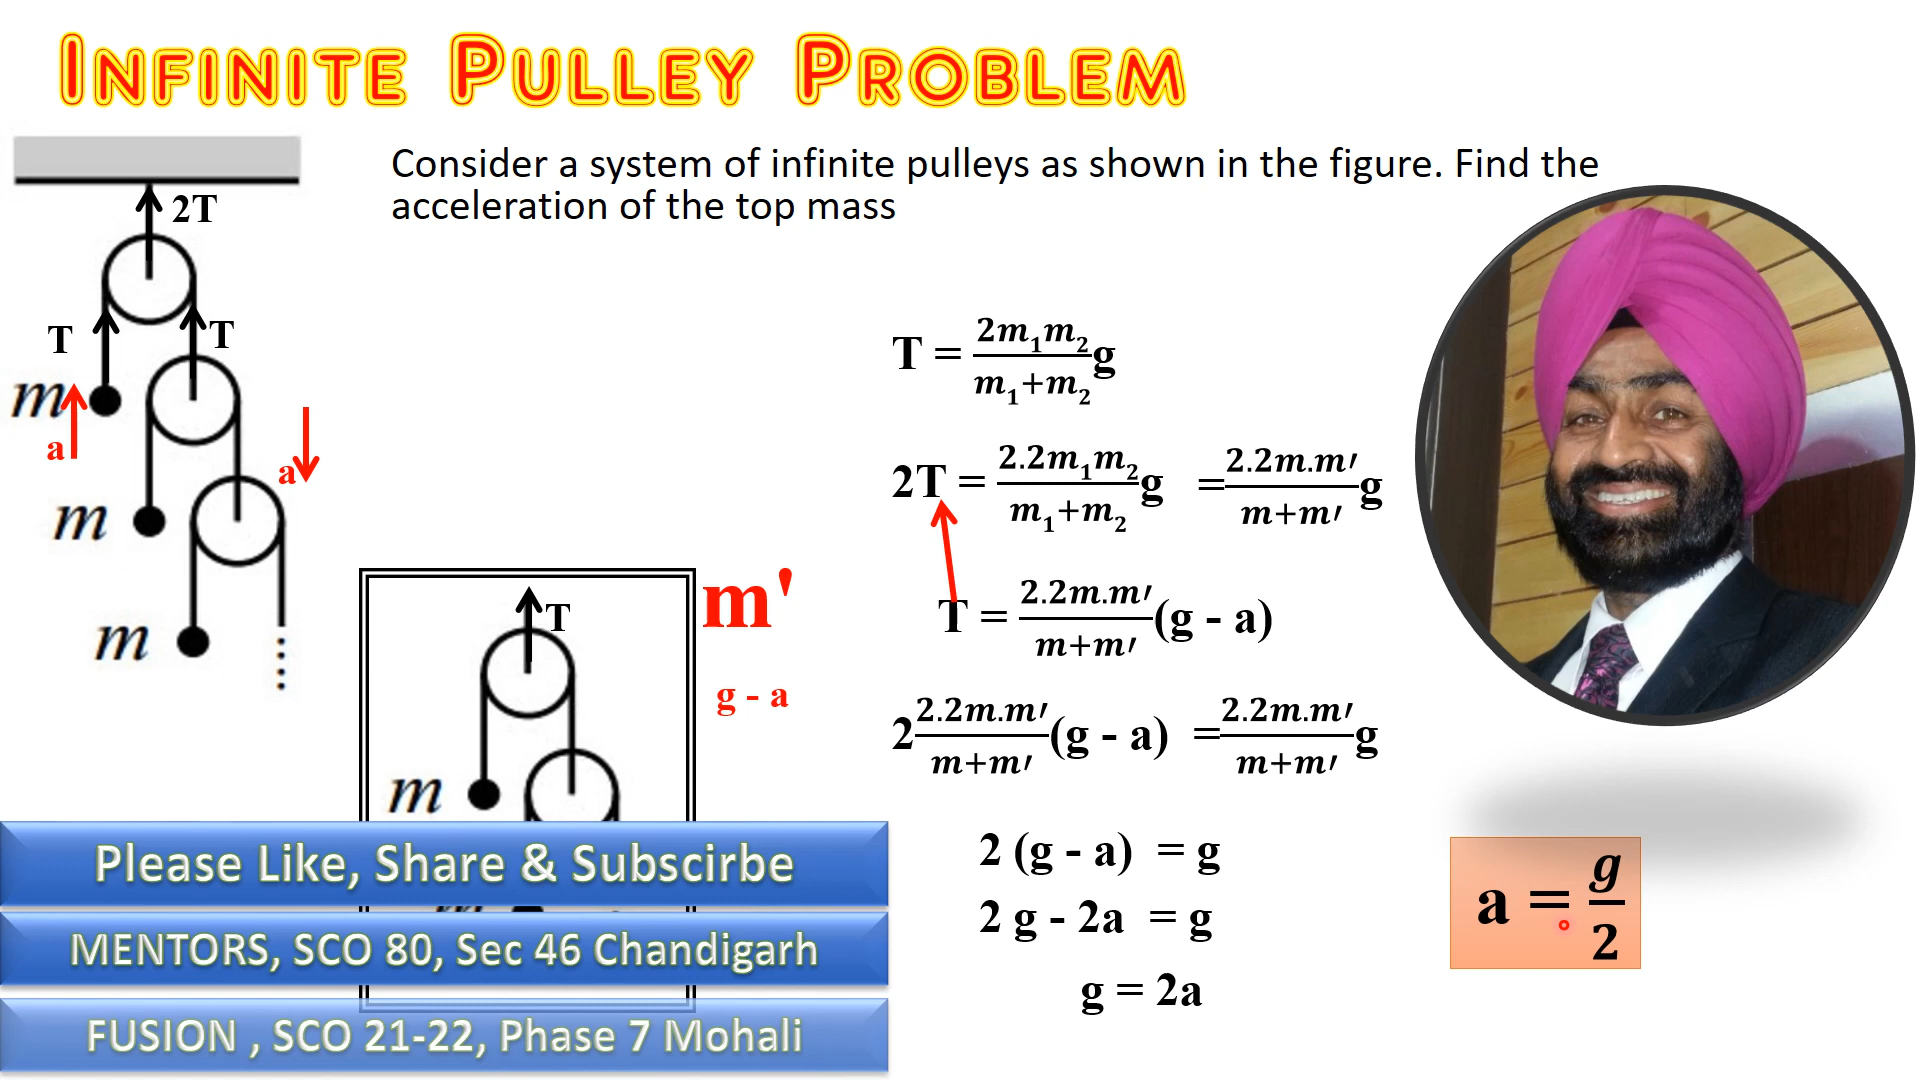 INFINITE PULLEY PROBLEM
Consider a system of infinite pulleys as shown in the figure. Find the
acceleration of the top mass
2T
T
T
m
a
a
m
m
T
m'
g - a
m
T = 2m₁m₂/m₁+m₂ g
2T = 2.2m₁m₂/m₁+m₂ g = 2.2m.m′/m+m′ g
T = 2.2m.m′/m+m′ (g - a)
2 2.2m.m′/m+m′ (g - a) = 2.2m.m′/m+m′ g
2 (g - a) = g
2 g - 2a = g
g = 2a
a = g/2
Please Like, Share & Subscirbe
MENTORS, SCO 80, Sec 46 Chandigarh
FUSION , SCO 21-22, Phase 7 Mohali